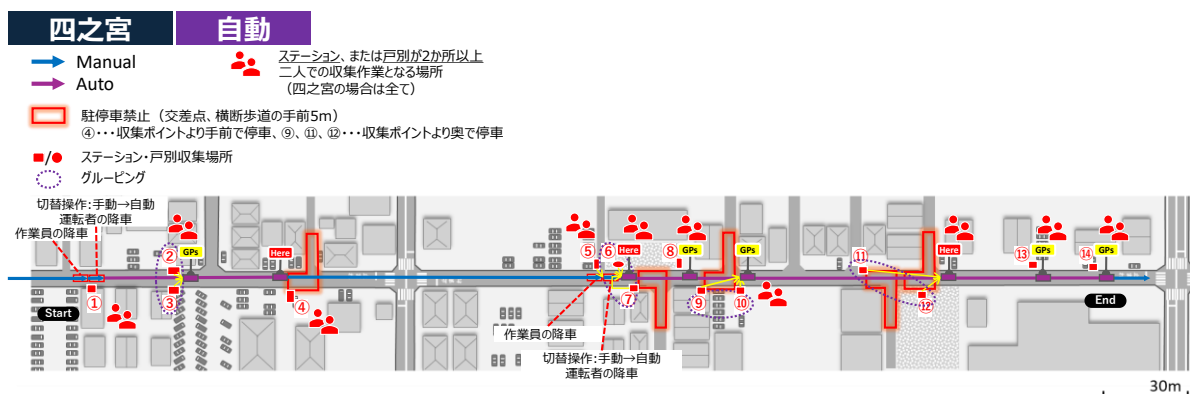 四之宮 自動
Manual
Auto
ステーション、または戸別が2か所以上
二人での収集作業となる場所
（四之宮の場合は全て）
駐停車禁止（交差点、横断歩道の手前5m）
④・・・収集ポイントより手前で停車、⑨、⑪、⑫・・・収集ポイントより奥で停車
■/● ステーション・戸別収集場所
グルーピング
切替操作:手動→自動
運転者の降車
作業員の降車
② GPs
Here
⑤ ⑥ Here
⑧ GPs
GPs
⑪
Here
⑬ GPs
⑭ GPs
①
③
④
⑦
⑨ ⑩
⑫
Start
End
作業員の降車
切替操作:手動→自動
運転者の降車
30m